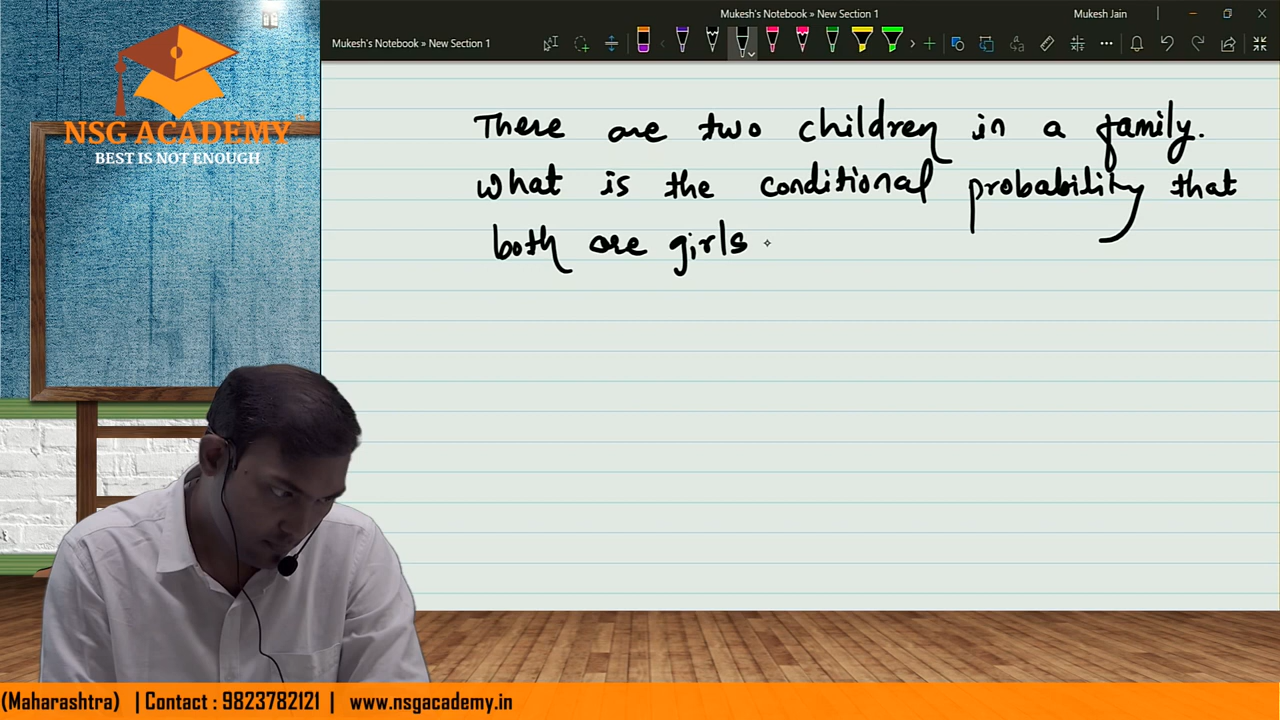 Mukesh's Notebook » New Section 1
Mukesh Jain
Mukesh's Notebook » New Section 1
NSG ACADEMY
BEST IS NOT ENOUGH
There are two children in a family.
What is the conditional probability that
both are girls
(Maharashtra) | Contact : 9823782121 | www.nsgacademy.in